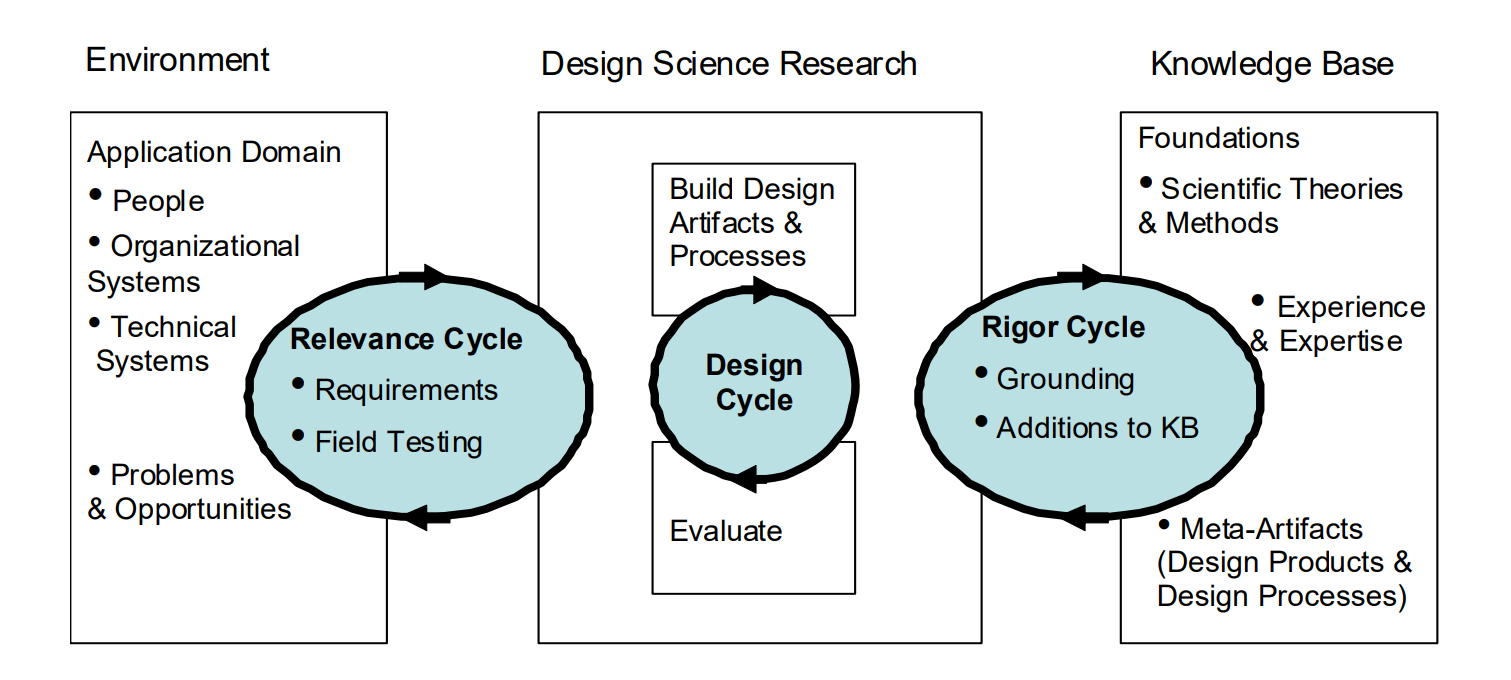 Environment
Design Science Research
Knowledge Base
Application Domain
• People
• Organizational
Systems
• Technical
Systems
• Problems
& Opportunities
Relevance Cycle
• Requirements
• Field Testing
Build Design
Artifacts &
Processes
Design
Cycle
Evaluate
Rigor Cycle
• Grounding
• Additions to KB
Foundations
• Scientific Theories
& Methods
• Experience
& Expertise
• Meta-Artifacts
(Design Products &
Design Processes)